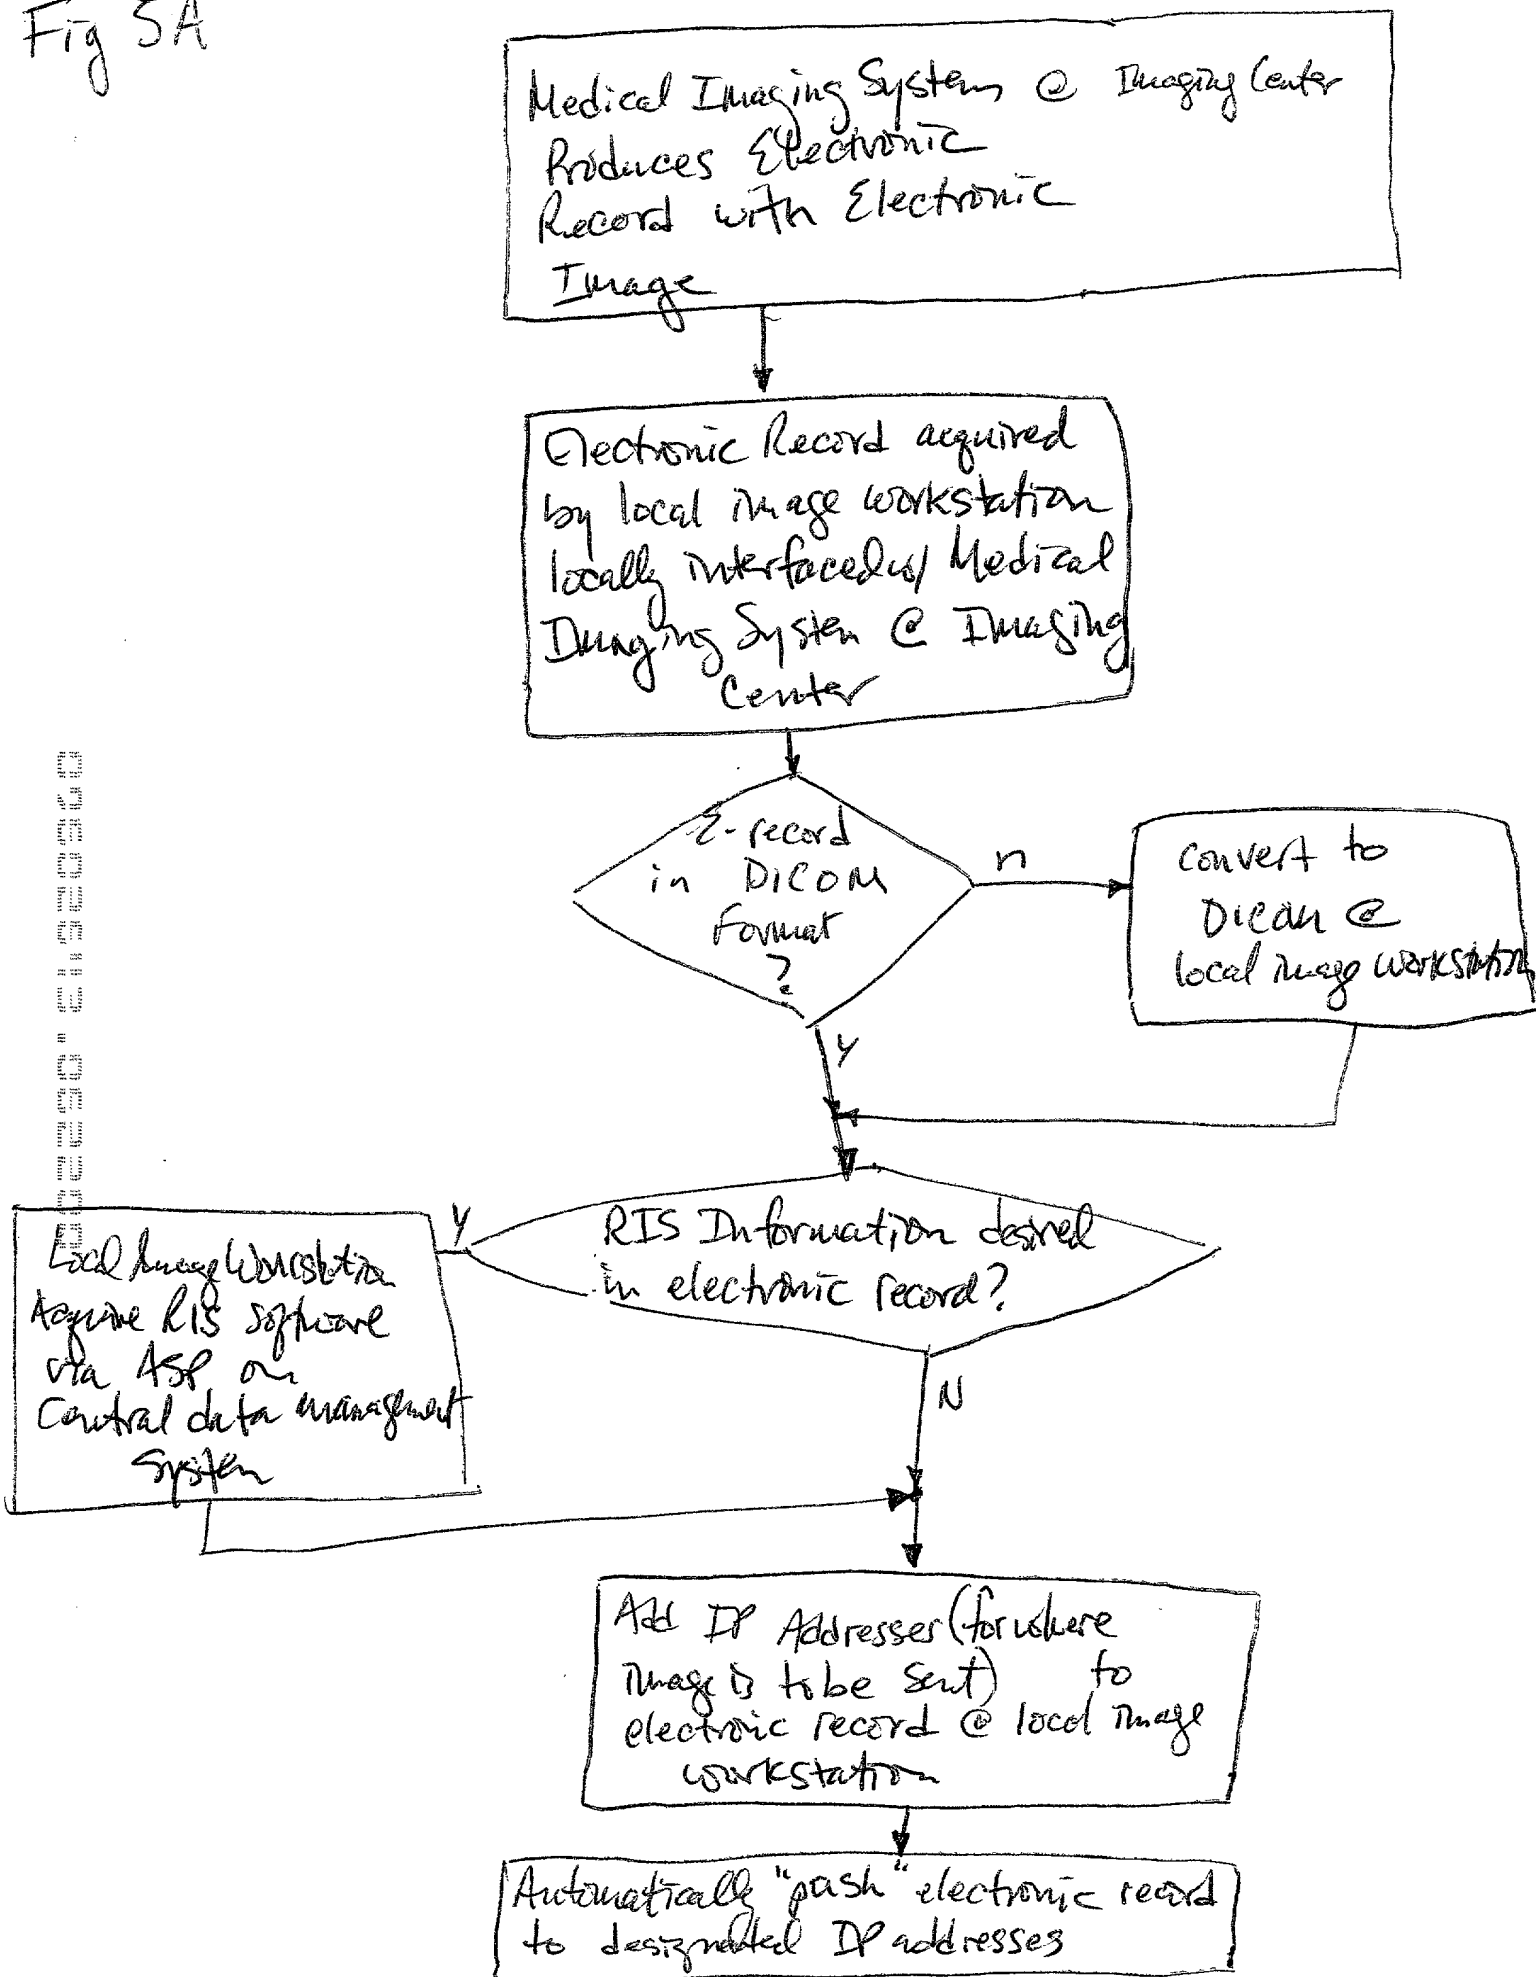 Fig 5A
Medical Imaging System @ Imaging Center
Produces Electronic
Record with Electronic
Image
Electronic Record acquired
by local image workstation
locally interfaced w/ Medical
Imaging System @ Imaging
Center
E-record
in DICOM
Format
?
n
convert to
DICOM @
local image workstation
Y
RIS Information desired
in electronic record?
Y
N
Local Image Workstation
Acquire RIS software
via ASP on
Central data management
System
Add IP Addresses (for where
image is to be sent) to
electronic record @ local image
workstation
Automatically "push" electronic record
to designated IP addresses